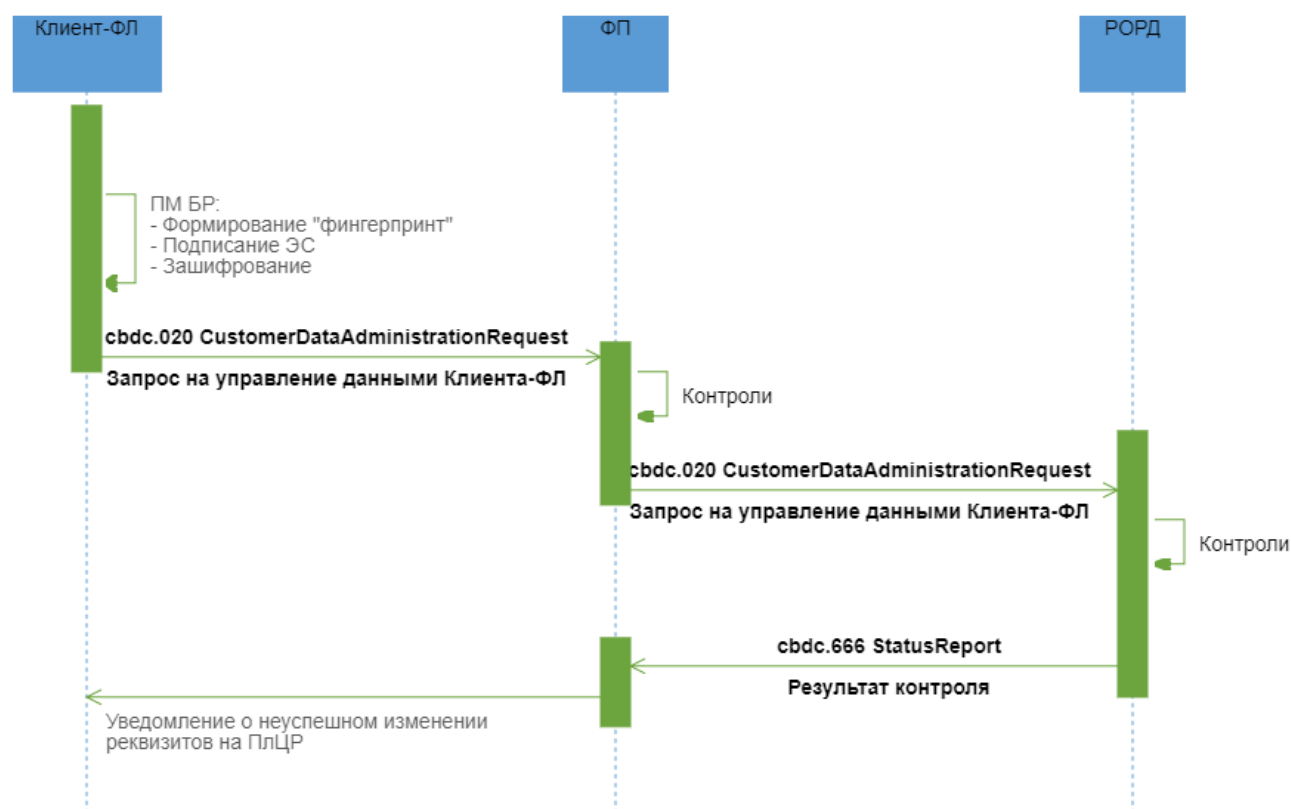 Клиент-ФЛ
ФП
РОРД
ПМ БР:
- Формирование "фингерпринт"
- Подписание ЭС
- Зашифрование
cbdc.020 CustomerDataAdministrationRequest
Запрос на управление данными Клиента-ФЛ
Контроли
cbdc.020 CustomerDataAdministrationRequest
Запрос на управление данными Клиента-ФЛ
Контроли
cbdc.666 StatusReport
Результат контроля
Уведомление о неуспешном изменении
реквизитов на ПлЦР